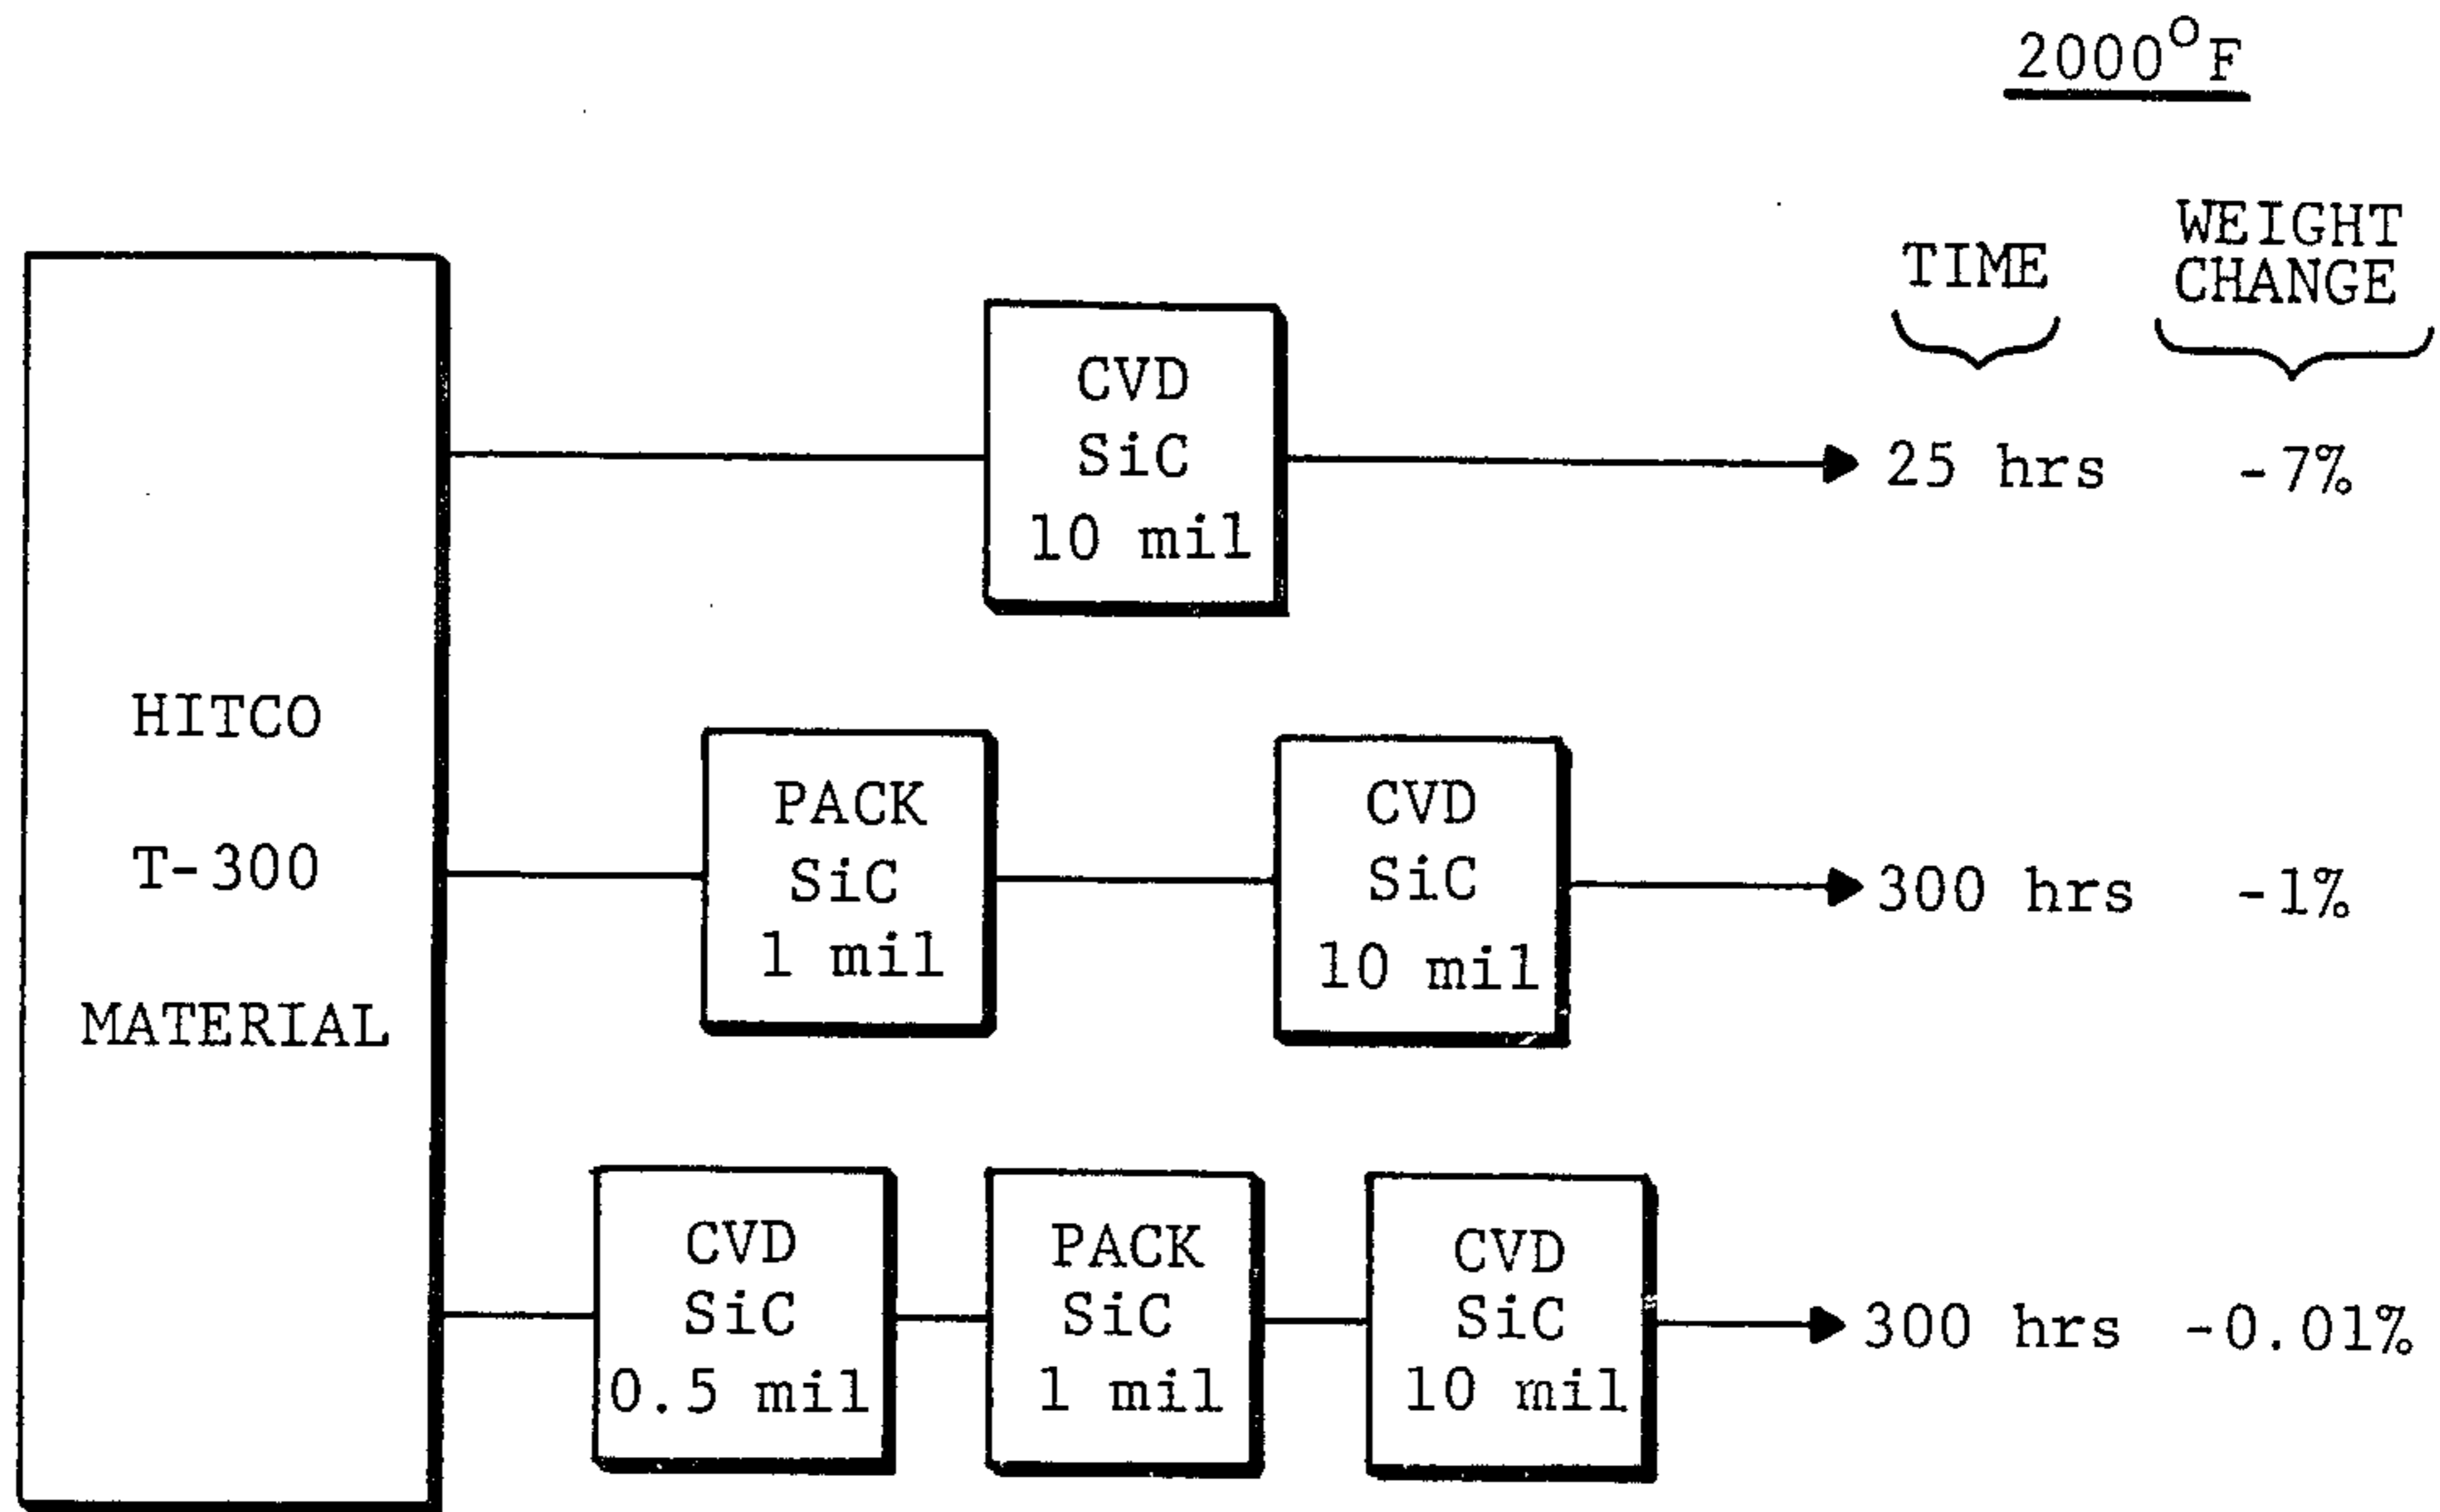 2000°F
TIME
WEIGHT
CHANGE
HITCO
T-300
MATERIAL
CVD
SiC
10 mil
25 hrs -7%
PACK
SiC
1 mil
CVD
SiC
10 mil
300 hrs -1%
CVD
SiC
0.5 mil
PACK
SiC
1 mil
CVD
SiC
10 mil
300 hrs -0.01%